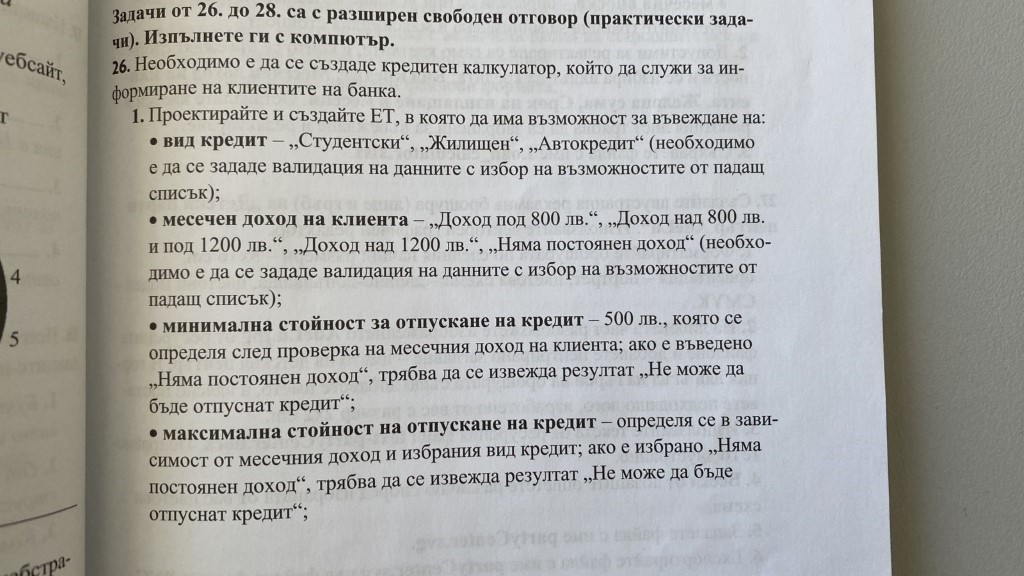 Задачи от 26. до 28. са с разширен свободен отговор (практически зада-
чи). Изпълнете ги с компютър.
26. Необходимо е да се създаде кредитен калкулатор, който да служи за ин-
формиране на клиентите на банка.
1. Проектирайте и създайте ЕТ, в която да има възможност за въвеждане на:
• вид кредит – „Студентски“, „Жилищен“, „Автокредит“ (необходимо
е да се зададе валидация на данните с избор на възможностите от падащ
списък);
• месечен доход на клиента – „Доход под 800 лв.“, „Доход над 800 лв.
и под 1200 лв.“, „Доход над 1200 лв.“, „Няма постоянен доход“ (необхо-
димо е да се зададе валидация на данните с избор на възможностите от
падащ списък);
• минимална стойност за отпускане на кредит – 500 лв., която се
определя след проверка на месечния доход на клиента; ако е въведено
„Няма постоянен доход“, трябва да се извежда резултат „Не може да
бъде отпуснат кредит“;
• максимална стойност на отпускане на кредит – определя се в зави-
симост от месечния доход и избрания вид кредит; ако е избрано „Няма
постоянен доход“, трябва да се извежда резултат „Не може да бъде
отпуснат кредит“;
4
5